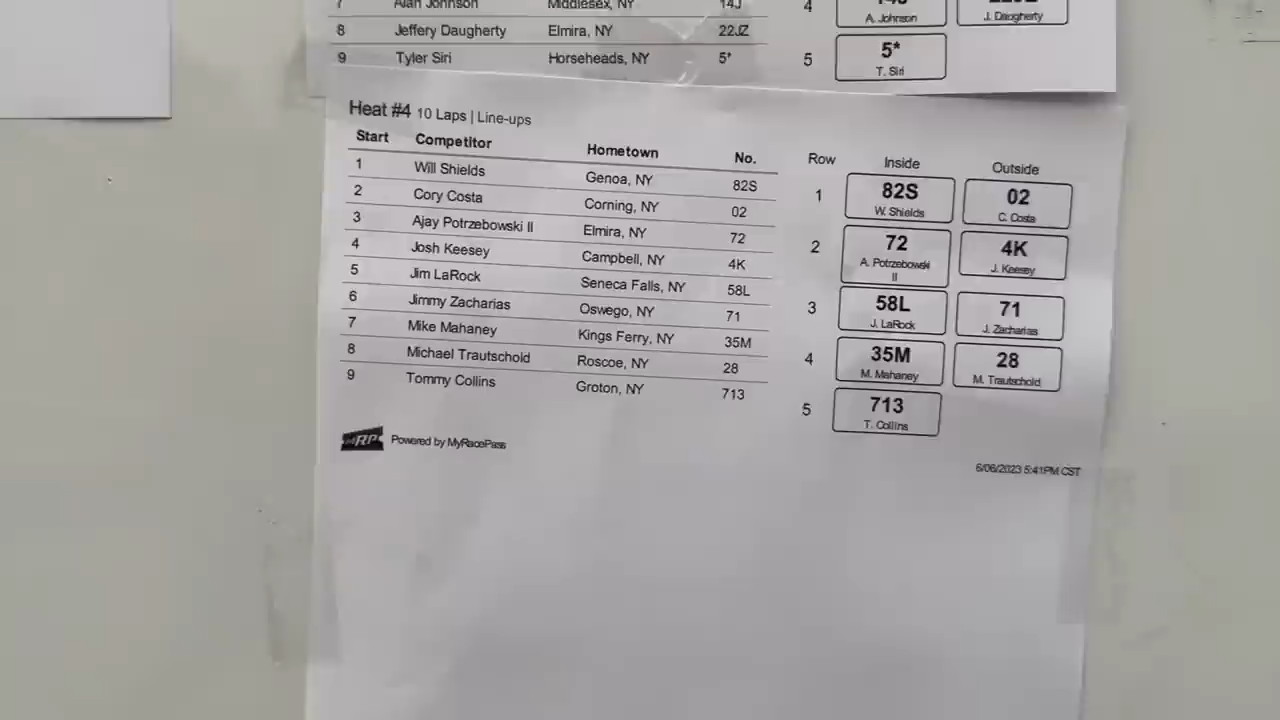 7 Alan Johnson Middlesex, NY 14J
8 Jeffery Daugherty Elmira, NY 22JZ
9 Tyler Siri Horseheads, NY 5*
4 A. Johnson J. Daugherty
5 5* T. Siri
Heat #4 10 Laps | Line-ups
Start Competitor Hometown No.
1 Will Shields Genoa, NY 82S
2 Cory Costa Corning, NY 02
3 Ajay Potrzebowski II Elmira, NY 72
4 Josh Keesey Campbell, NY 4K
5 Jim LaRock Seneca Falls, NY 58L
6 Jimmy Zacharias Oswego, NY 71
7 Mike Mahaney Kings Ferry, NY 35M
8 Michael Trautschold Roscoe, NY 28
9 Tommy Collins Groton, NY 713
Row Inside Outside
1 82S 02
W. Shields C. Costa
2 72 4K
A. Potrzebowski J. Keesey
II
3 58L 71
J. LaRock J. Zacharias
4 35M 28
M. Mahaney M. Trautschold
5 713
T. Collins
MRP Powered by MyRacePass
6/06/2023 5:41PM CST